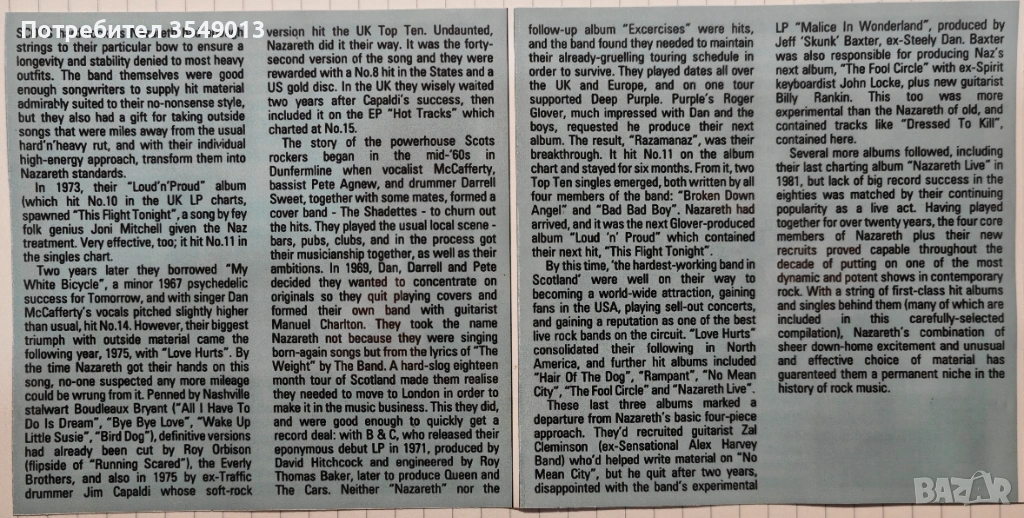 Потребител 3549013
strings to their particular bow to ensure a
longevity and stability denied to most heavy
outfits. The band themselves were good
enough songwriters to supply hit material
admirably suited to their no-nonsense style,
but they also had a gift for taking outside
songs that were miles away from the usual
hard'n'heavy rut, and with their individual
high-energy approach, transform them into
Nazareth standards.
In 1973, their "Loud'n'Proud" album
(which hit No.10 in the UK LP charts,
spawned "This Flight Tonight", a song by fey
folk genius Joni Mitchell given the Naz
treatment. Very effective, too; it hit No.11 in
the singles chart.
Two years later they borrowed "My
White Bicycle", a minor 1967 psychedelic
success for Tomorrow, and with singer Dan
McCafferty's vocals pitched slightly higher
than usual, hit No.14. However, their biggest
triumph with outside material came the
following year, 1975, with "Love Hurts". By
the time Nazareth got their hands on this
song, no-one suspected any more mileage
could be wrung from it. Penned by Nashville
stalwart Boudleaux Bryant ("All I Have To
Do Is Dream", "Bye Bye Love", "Wake Up
Little Susie", "Bird Dog"), definitive versions
had already been cut by Roy Orbison
(flipside of "Running Scared"), the Everly
Brothers, and also in 1975 by ex-Traffic
drummer Jim Capaldi whose soft-rock
version hit the UK Top Ten. Undaunted,
Nazareth did it their way. It was the forty-
second version of the song and they were
rewarded with a No.8 hit in the States and a
US gold disc. In the UK they wisely waited
two years after Capaldi's success, then
included it on the EP "Hot Tracks" which
charted at No.15.
The story of the powerhouse Scots
rockers began in the mid-'60s in
Dunfermline when vocalist McCafferty,
bassist Pete Agnew, and drummer Darrell
Sweet, together with some mates, formed a
cover band - The Shadettes - to churn out
the hits. They played the usual local scene -
bars, pubs, clubs, and in the process got
their musicianship together, as well as their
ambitions. In 1969, Dan, Darrell and Pete
decided they wanted to concentrate on
originals so they quit playing covers and
formed their own band with guitarist
Manuel Charlton. They took the name
Nazareth not because they were singing
born-again songs but from the lyrics of "The
Weight" by The Band. A hard-slog eighteen
month tour of Scotland made them realise
they needed to move to London in order to
make it in the music business. This they did,
and were good enough to quickly get a
record deal: with B & C, who released their
eponymous debut LP in 1971, produced by
David Hitchcock and engineered by Roy
Thomas Baker, later to produce Queen and
The Cars. Neither "Nazareth" nor the
follow-up album "Excercises" were hits,
and the band found they needed to maintain
their already-gruelling touring schedule in
order to survive. They played dates all over
the UK and Europe, and on one tour
supported Deep Purple. Purple's Roger
Glover, much impressed with Dan and the
boys, requested he produce their next
album. The result, "Razamanaz", was their
breakthrough. It hit No.11 on the album
chart and stayed for six months. From it, two
Top Ten singles emerged, both written by all
four members of the band: "Broken Down
Angel" and "Bad Bad Boy". Nazareth had
arrived, and it was the next Glover-produced
album "Loud 'n' Proud" which contained
their next hit, "This Flight Tonight".
By this time, 'the hardest-working band in
Scotland' were well on their way to
becoming a world-wide attraction, gaining
fans in the USA, playing sell-out concerts,
and gaining a reputation as one of the best
live rock bands on the circuit. "Love Hurts"
consolidated their following in North
America, and further hit albums included
"Hair Of The Dog", "Rampant", "No Mean
City", "The Fool Circle" and "Nazareth Live".
These last three albums marked a
departure from Nazareth's basic four-piece
approach. They'd recruited guitarist Zal
Cleminson (ex-Sensational Alex Harvey
Band) who'd helped write material on "No
Mean City", but he quit after two years,
disappointed with the band's experimental
LP "Malice In Wonderland", produced by
Jeff 'Skunk' Baxter, ex-Steely Dan. Baxter
was also responsible for producing Naz's
next album, "The Fool Circle" with ex-Spirit
keyboardist John Locke, plus new guitarist
Billy Rankin. This too was more
experimental than the Nazareth of old, and
contained tracks like "Dressed To Kill",
contained here.
Several more albums followed, including
their last charting album "Nazareth Live" in
1981, but lack of big record success in the
eighties was matched by their continuing
popularity as a live act. Having played
together for over twenty years, the four core
members of Nazareth plus their new
recruits proved capable throughout the
decade of putting on one of the most
dynamic and potent shows in contemporary
rock. With a string of first-class hit albums
and singles behind them (many of which are
included in this carefully-selected
compilation), Nazareth's combination of
sheer down-home excitement and unusual
and effective choice of material has
guarenteed them a permanent niche in the
history of rock music.
BAZAR